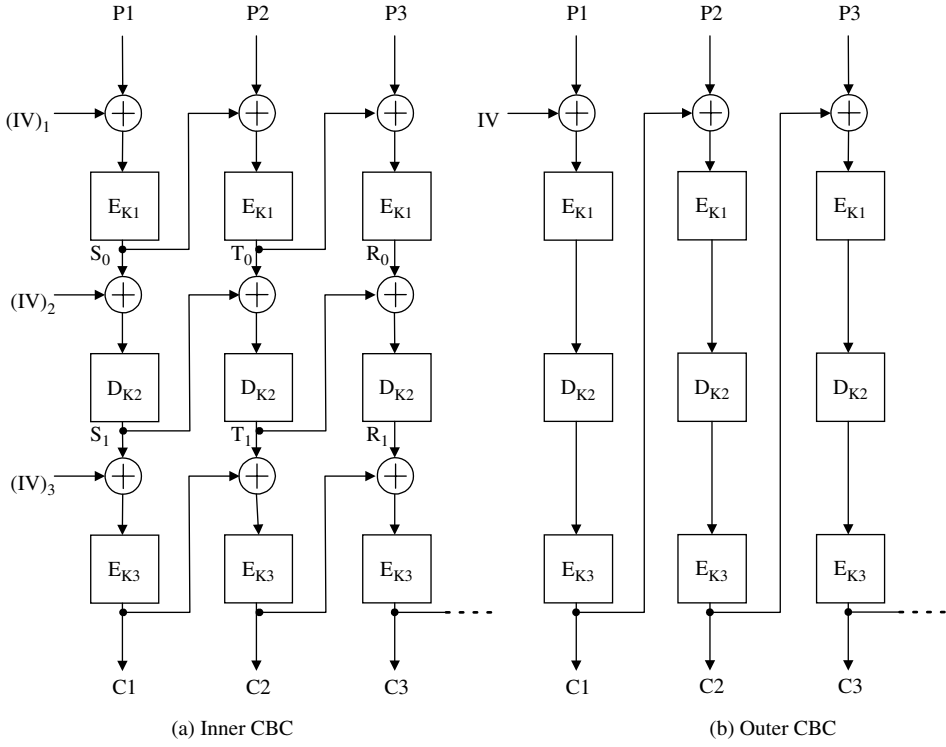 P1 P2 P3 P1 P2 P3
(IV)1 IV
EK1 EK1 EK1 EK1 EK1 EK1
S0 T0 R0
(IV)2
DK2 DK2 DK2 DK2 DK2 DK2
S1 T1 R1
(IV)3
EK3 EK3 EK3 EK3 EK3 EK3
C1 C2 C3 C1 C2 C3
(a) Inner CBC (b) Outer CBC